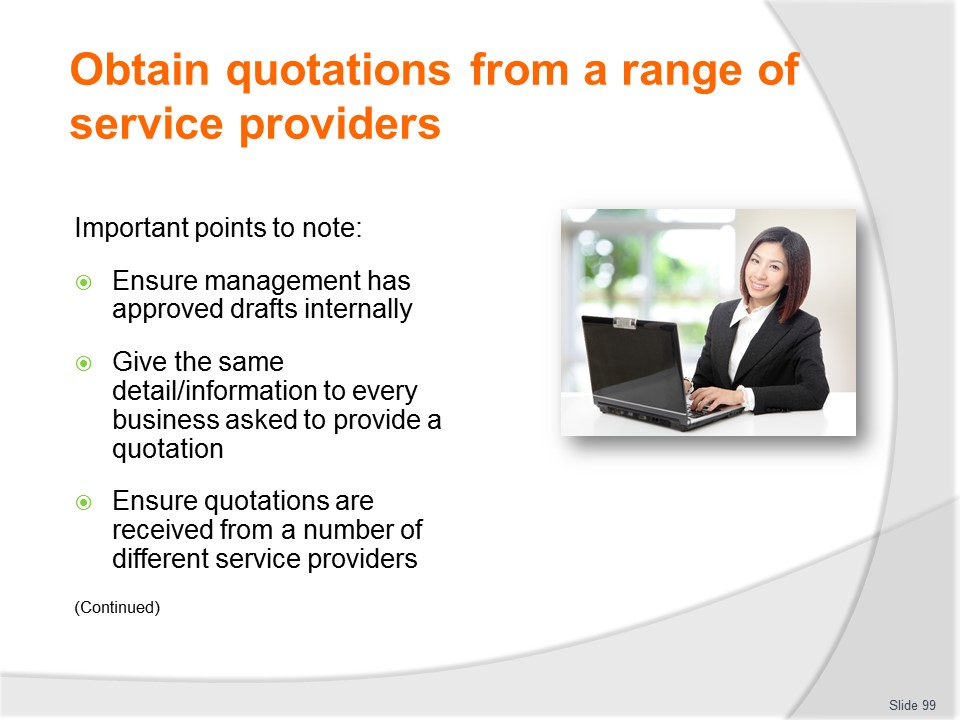 Obtain quotations from a range of
service providers
Important points to note:
Ensure management has
approved drafts internally
Give the same
detail/information to every
business asked to provide a
quotation
Ensure quotations are
received from a number of
different service providers
(Continued)
Slide 99